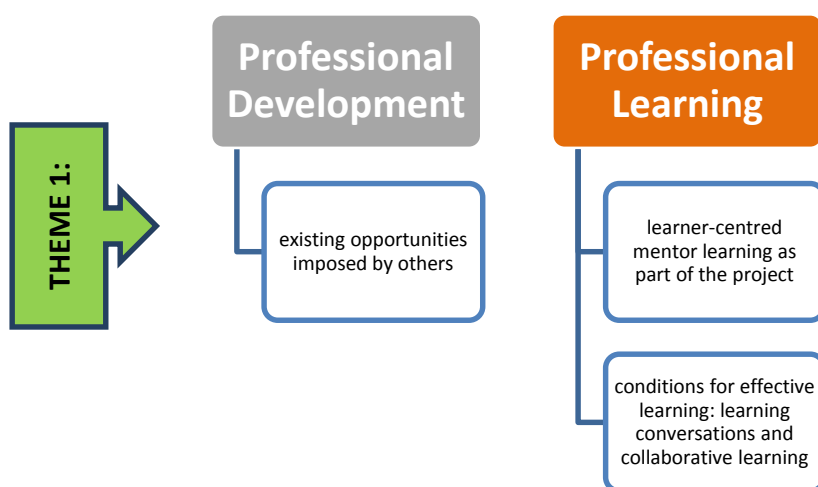 THEME 1:
Professional
Development
existing opportunities
imposed by others
Professional
Learning
learner-centred
mentor learning as
part of the project
conditions for effective
learning: learning
conversations and
collaborative learning